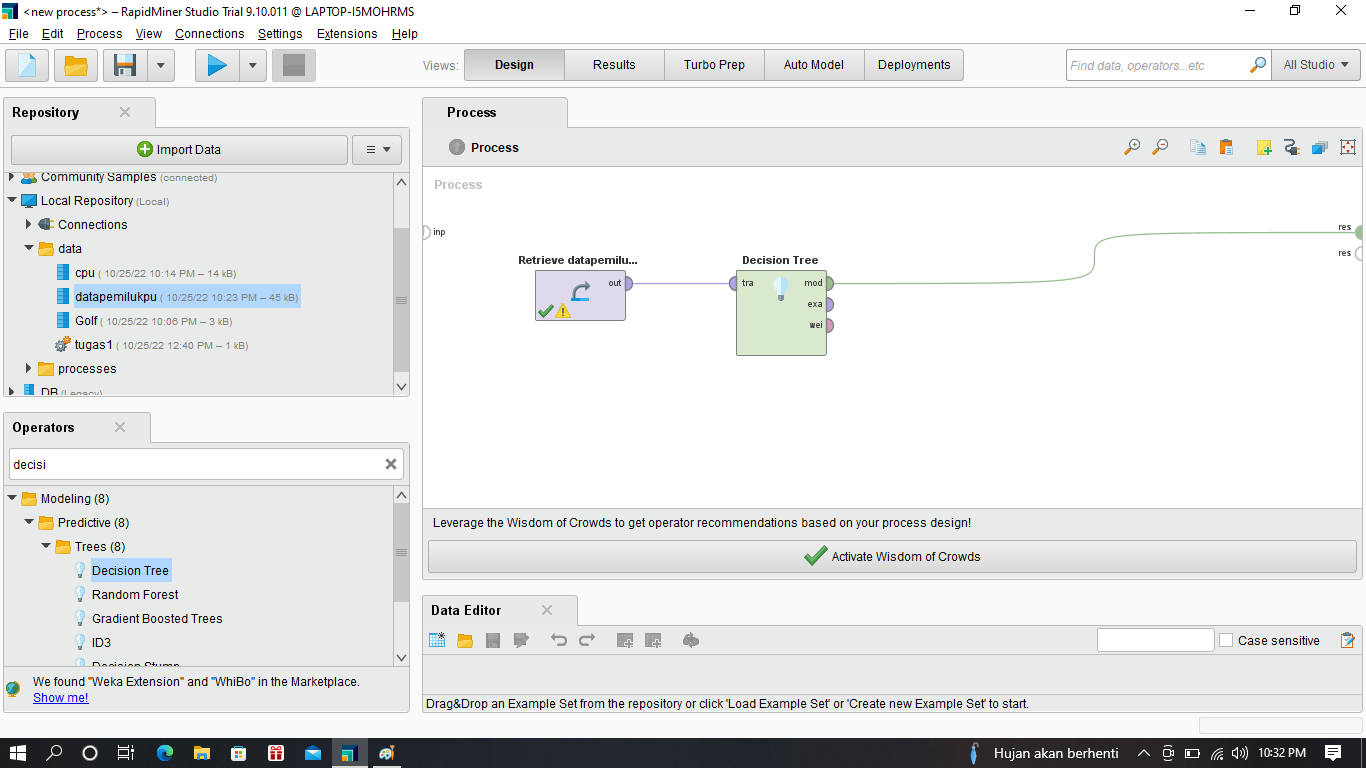 <new process*> – RapidMiner Studio Trial 9.10.011 @ LAPTOP-I5MOHRMS
File Edit Process View Connections Settings Extensions Help
Views: Design Results Turbo Prep Auto Model Deployments
Find data, operators...etc
All Studio
Repository
Import Data
Community Samples (connected)
Local Repository (Local)
Connections
data
cpu ( 10/25/22 10:14 PM – 14 kB)
datapemilukpu ( 10/25/22 10:23 PM – 45 kB)
Golf ( 10/25/22 10:06 PM – 3 kB)
tugas1 ( 10/25/22 12:40 PM – 1 kB)
processes
DB (Legacy)
Operators
decisi
Modeling (8)
Predictive (8)
Trees (8)
Decision Tree
Random Forest
Gradient Boosted Trees
ID3
Decision Stump
We found "Weka Extension" and "WhiBo" in the Marketplace.
Show me!
Process
Process
Process
inp
res
res
Retrieve datapemilu...
out
Decision Tree
tra mod
exa
wei
Leverage the Wisdom of Crowds to get operator recommendations based on your process design!
Activate Wisdom of Crowds
Data Editor
Case sensitive
Drag&Drop an Example Set from the repository or click 'Load Example Set' or 'Create new Example Set' to start.
Hujan akan berhenti
10:32 PM